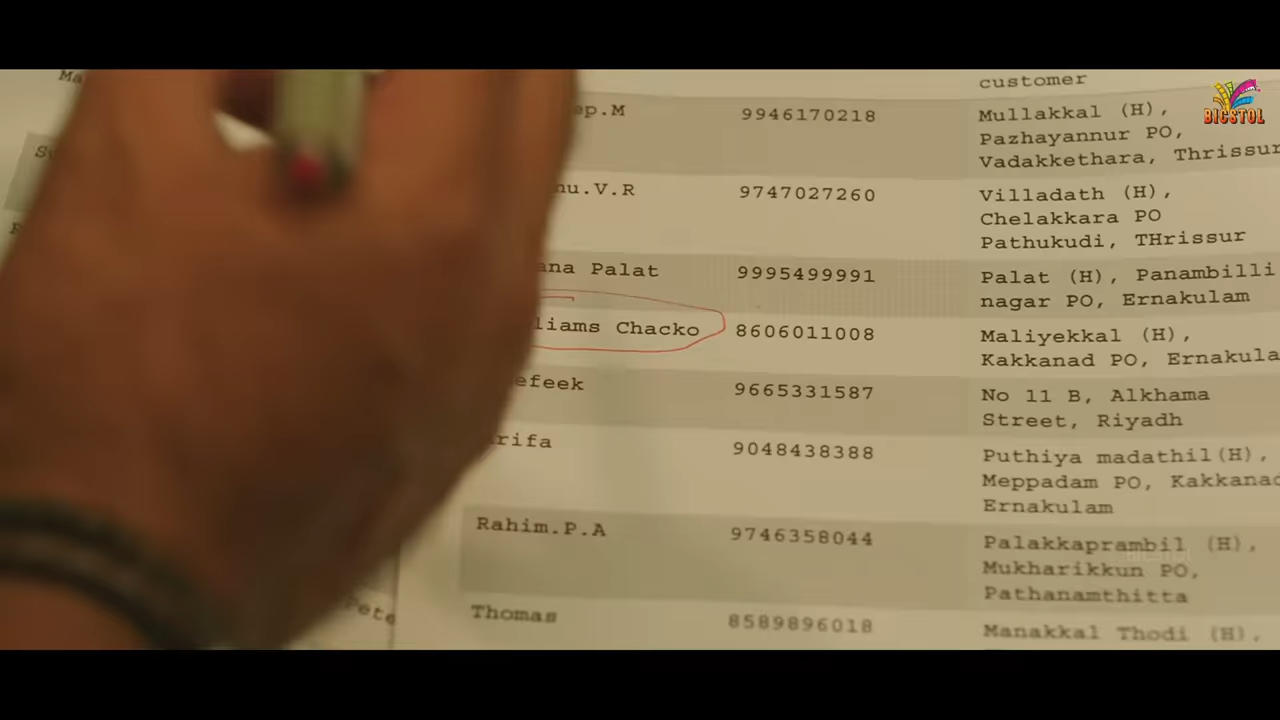 customer
BIGSTOL
ep.M 9946170218 Mullakkal (H),
Pazhayannur PO,
Vadakkethara, Thrissur
nu.V.R 9747027260 Villadath (H),
Chelakkara PO
Pathukudi, THrissur
ana Palat 9995499991 Palat (H), Panambilli
nagar PO, Ernakulam
liams Chacko 8606011008 Maliyekkal (H),
Kakkanad PO, Ernakula
efeek 9665331587 No 11 B, Alkhama
Street, Riyadh
rifa 9048438388 Puthiya madathil(H),
Meppadam PO, Kakkanad
Ernakulam
Rahim.P.A 9746358044 Palakkaprambil (H),
Mukharikkun PO,
Pathanamthitta
Pete
Thomas 8589896018 Manakkal Thodi (H),